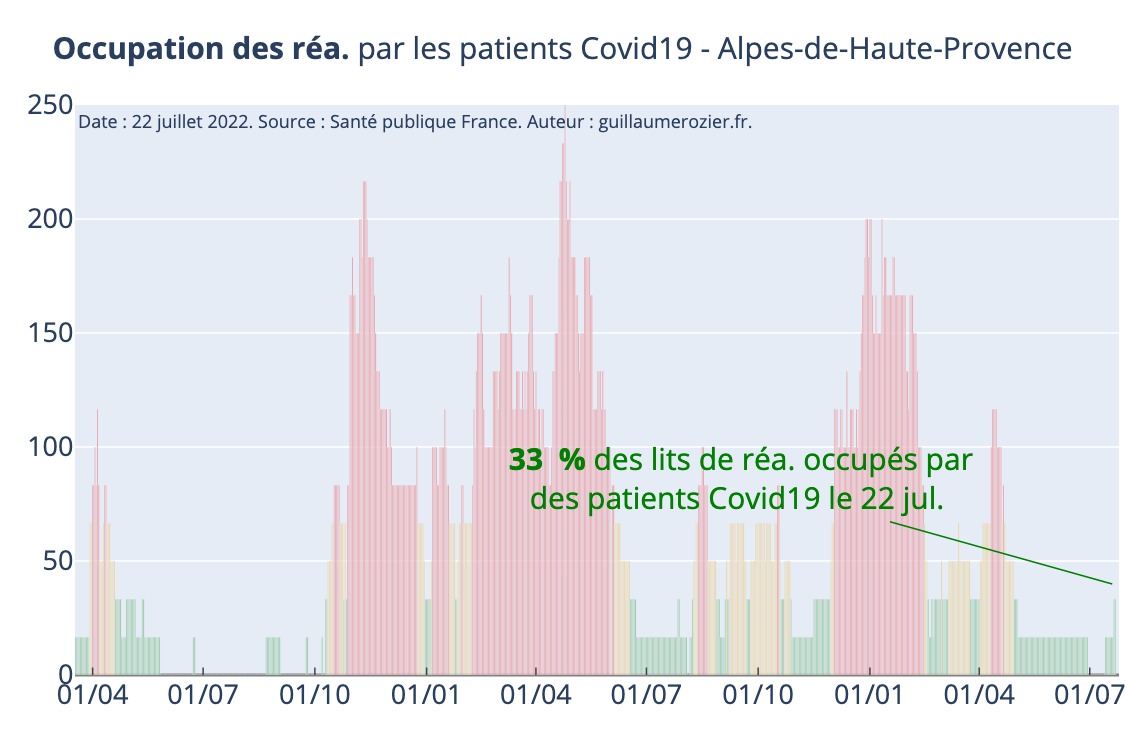 Occupation des réa. par les patients Covid19 - Alpes-de-Haute-Provence
250
Date : 22 juillet 2022. Source : Santé publique France. Auteur : guillaumerozier.fr.
200
150
100
33 % des lits de réa. occupés par
des patients Covid19 le 22 jul.
50
0
01/04 01/07 01/10 01/01 01/04 01/07 01/10 01/01 01/04 01/07